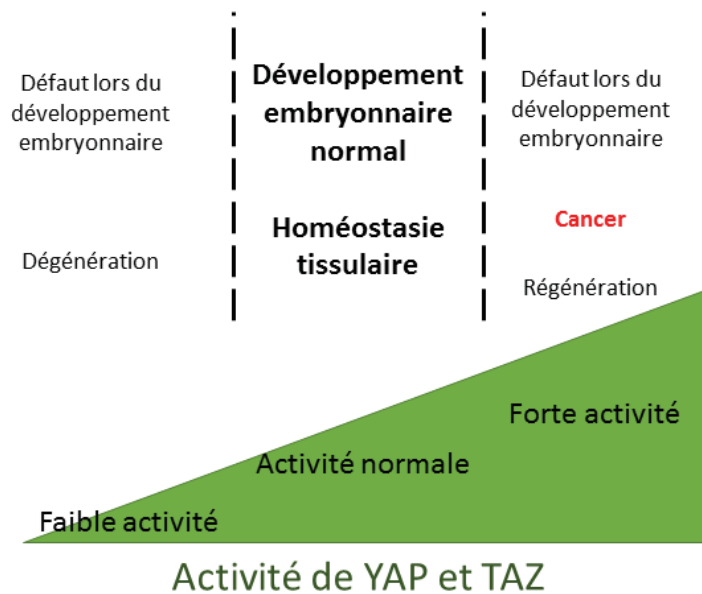 Défaut lors du
développement
embryonnaire
Dégénération
Développement
embryonnaire
normal
Homéostasie
tissulaire
Défaut lors du
développement
embryonnaire
Cancer
Régénération
Faible activité
Activité normale
Forte activité
Activité de YAP et TAZ